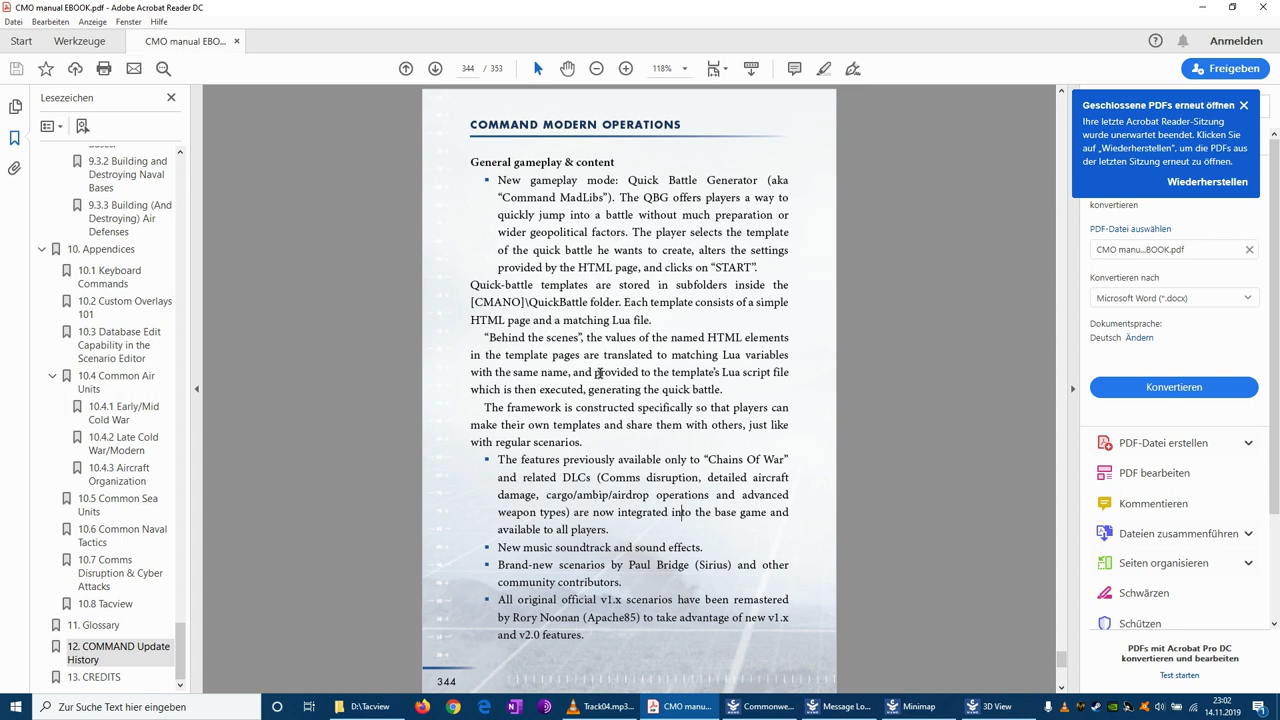 CMO manual EBOOK.pdf - Adobe Acrobat Reader DC
Datei Bearbeiten Anzeige Fenster Hilfe
Start Werkzeuge CMO manual EBO... × Anmelden
344 / 353 118% Freigeben
Lesezeichen
9.3.2 Building and
Destroying Naval
Bases
9.3.3 Building (And
Destroying) Air
Defenses
10. Appendices
10.1 Keyboard
Commands
10.2 Custom Overlays
101
10.3 Database Edit
Capability in the
Scenario Editor
10.4 Common Air
Units
10.4.1 Early/Mid
Cold War
10.4.2 Late Cold
War/Modern
10.4.3 Aircraft
Organization
10.5 Common Sea
Units
10.6 Common Naval
Tactics
10.7 Comms
Disruption & Cyber
Attacks
10.8 Tacview
11. Glossary
12. COMMAND Update
History
13. CREDITS
COMMAND MODERN OPERATIONS
General gameplay & content
New gameplay mode: Quick Battle Generator (aka
“Command MadLibs”). The QBG offers players a way to
quickly jump into a battle without much preparation or
wider geopolitical factors. The player selects the template
of the quick battle he wants to create, alters the settings
provided by the HTML page, and clicks on “START”.
Quick-battle templates are stored in subfolders inside the
[CMANO]\QuickBattle folder. Each template consists of a simple
HTML page and a matching Lua file.
“Behind the scenes”, the values of the named HTML elements
in the template pages are translated to matching Lua variables
with the same name, and provided to the template’s Lua script file
which is then executed, generating the quick battle.
The framework is constructed specifically so that players can
make their own templates and share them with others, just like
with regular scenarios.
The features previously available only to “Chains Of War”
and related DLCs (Comms disruption, detailed aircraft
damage, cargo/ambip/airdrop operations and advanced
weapon types) are now integrated into the base game and
available to all players.
New music soundtrack and sound effects.
Brand-new scenarios by Paul Bridge (Sirius) and other
community contributors.
All original official v1.x scenarios have been remastered
by Rory Noonan (Apache85) to take advantage of new v1.x
and v2.0 features.
344
Geschlossene PDFs erneut öffnen
Ihre letzte Acrobat Reader-Sitzung
wurde unerwartet beendet. Klicken Sie
auf „Wiederherstellen", um die PDFs aus
der letzten Sitzung erneut zu öffnen.
Wiederherstellen
konvertieren
PDF-Datei auswählen
CMO manu...BOOK.pdf
Konvertieren nach
Microsoft Word (*.docx)
Dokumentsprache:
Deutsch Ändern
Konvertieren
PDF-Datei erstellen
PDF bearbeiten
Kommentieren
Dateien zusammenführen
Seiten organisieren
Schwärzen
Schützen
PDFs mit Acrobat Pro DC
konvertieren und bearbeiten
Test starten
Zur Suche Text hier eingeben
D:\Tacview
Track04.mp3...
CMO manu...
Commonwe...
Message Lo...
Minimap
3D View
23:02
14.11.2019